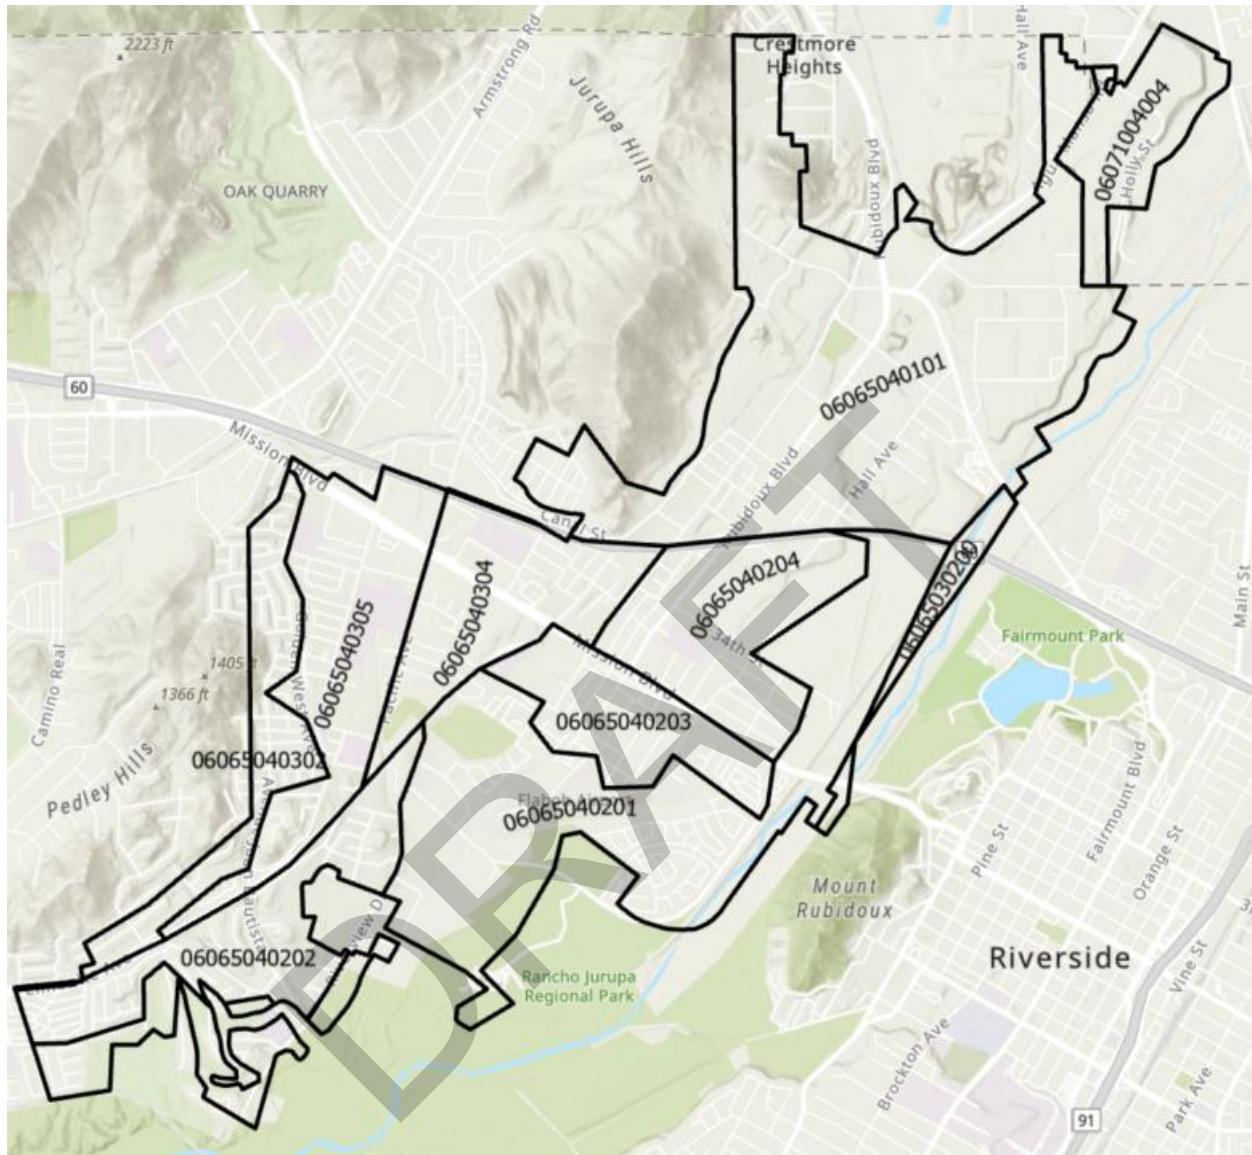 2223 ft
Armstrong Rd
Jurupa Hills
Crestmore
Heights
Hall Ave
OAK QUARRY
Rubidoux Blvd
06071004004
Holly St
60
Mission Blvd
06065040101
Hall Ave
Rubidoux Blvd
Canal St
06065040204
06065030200
34th St
Fairmount Park
Main St
06065040304
06065040305
Pacific Ave
Camino Real
1405 ft
1366 ft
Pedley Hills
06065040302
Mission Blvd
06065040203
06065040201
Fairmount Blvd
Pine St
Orange St
Mount
Rubidoux
06065040202
Rancho Jurupa
Regional Park
Riverside
Vine St
Brockton Ave
Park Ave
91
DRAFT